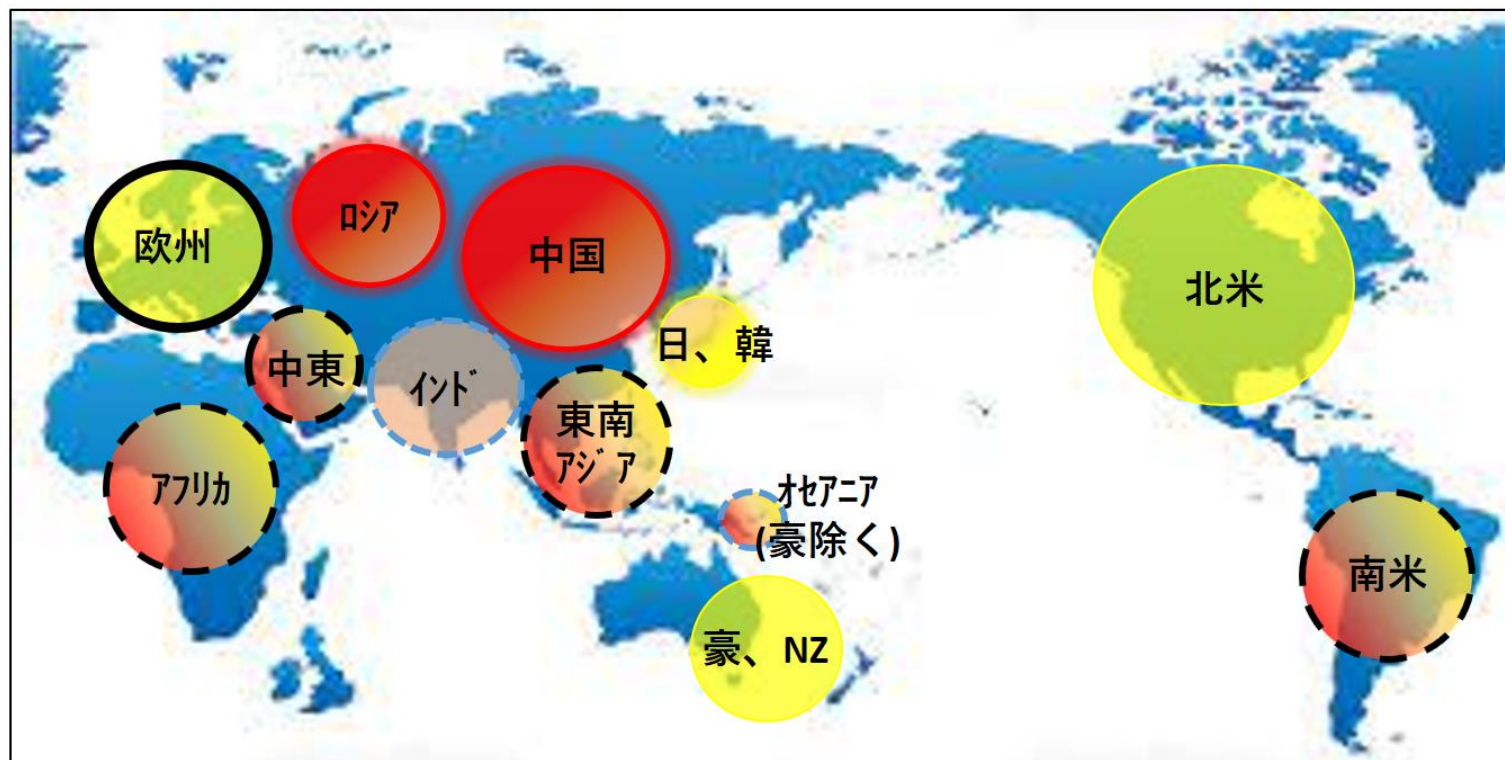 ﾛｼｱ
欧州
中国
北米
日、韓
中東
ｲﾝﾄﾞ
東南
ｱｼﾞｱ
ｱﾌﾘｶ
ｵｾｱﾆｱ
(豪除く)
南米
豪、NZ